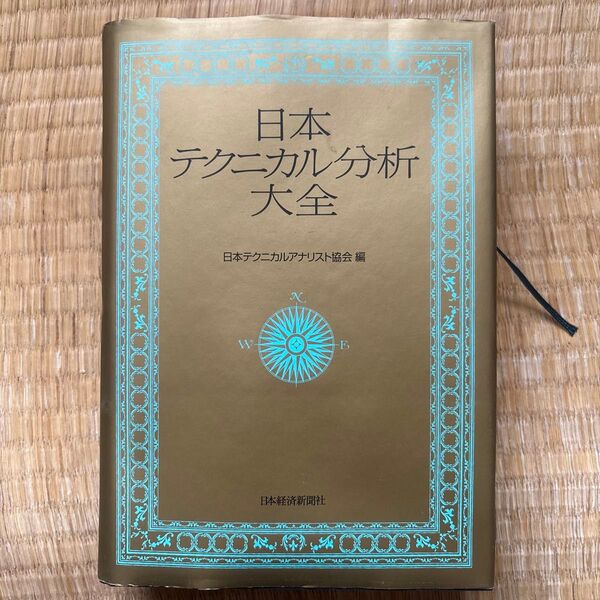 日本
テクニカル分析
大全
日本テクニカルアナリスト協会 編
N
W E
日本経済新聞社